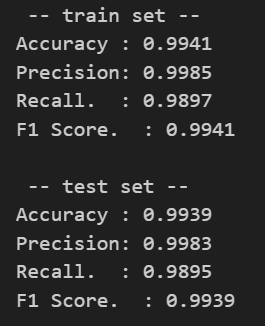 -- train set --
Accuracy : 0.9941
Precision: 0.9985
Recall.  : 0.9897
F1 Score.  : 0.9941

-- test set --
Accuracy : 0.9939
Precision: 0.9983
Recall.  : 0.9895
F1 Score.  : 0.9939